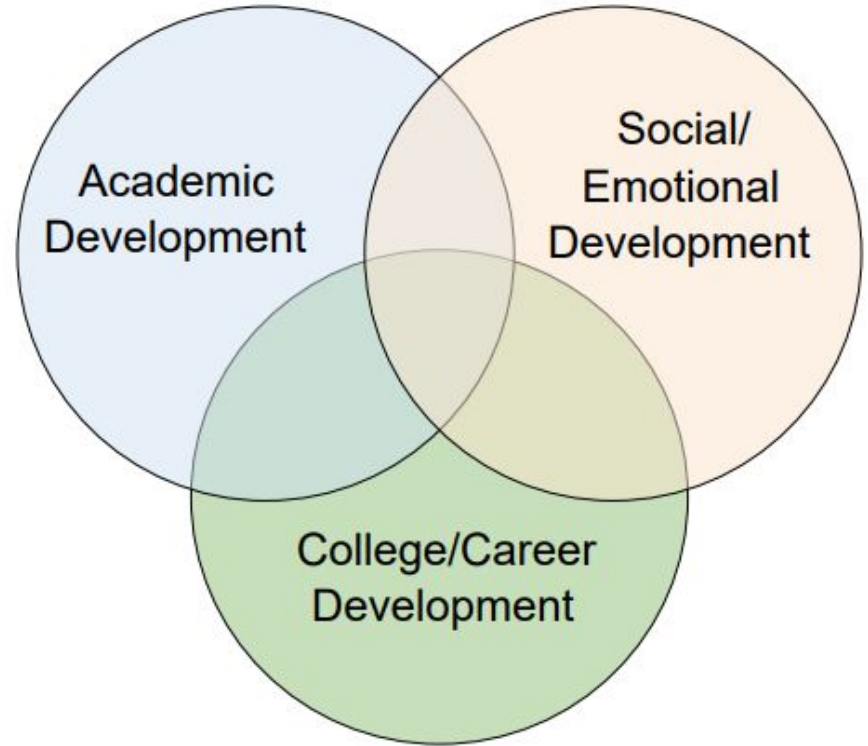 Academic
Development
Social/
Emotional
Development
College/Career
Development